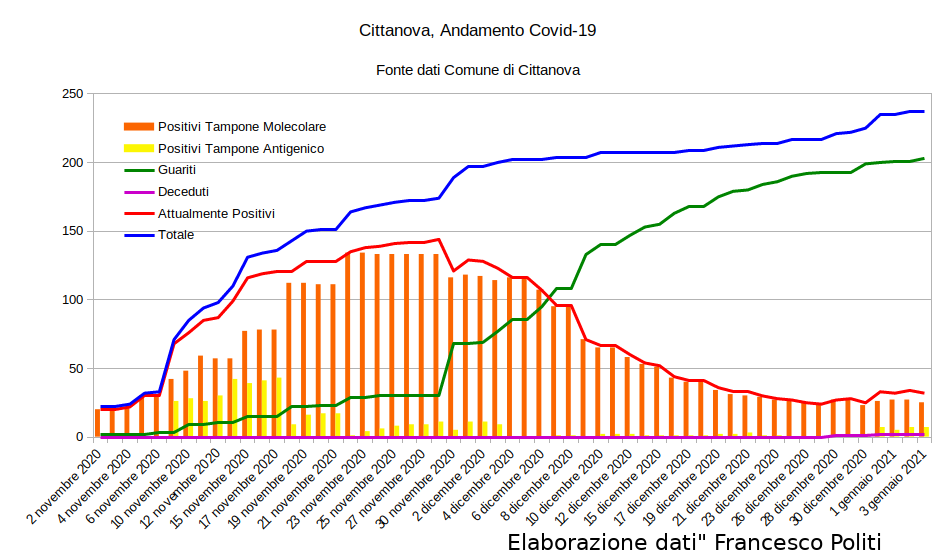 Cittanova, Andamento Covid-19
Fonte dati Comune di Cittanova
250
200
150
100
50
0
Positivi Tampone Molecolare
Positivi Tampone Antigenico
Guariti
Deceduti
Attualmente Positivi
Totale
2 novembre 2020
4 novembre 2020
6 novembre 2020
10 novembre 2020
12 novembre 2020
15 novembre 2020
17 novembre 2020
19 novembre 2020
21 novembre 2020
23 novembre 2020
25 novembre 2020
27 novembre 2020
30 novembre 2020
2 dicembre 2020
4 dicembre 2020
6 dicembre 2020
8 dicembre 2020
10 dicembre 2020
12 dicembre 2020
15 dicembre 2020
17 dicembre 2020
19 dicembre 2020
21 dicembre 2020
23 dicembre 2020
26 dicembre 2020
28 dicembre 2020
30 dicembre 2020
1 gennaio 2021
3 gennaio 2021
Elaborazione dati" Francesco Politi